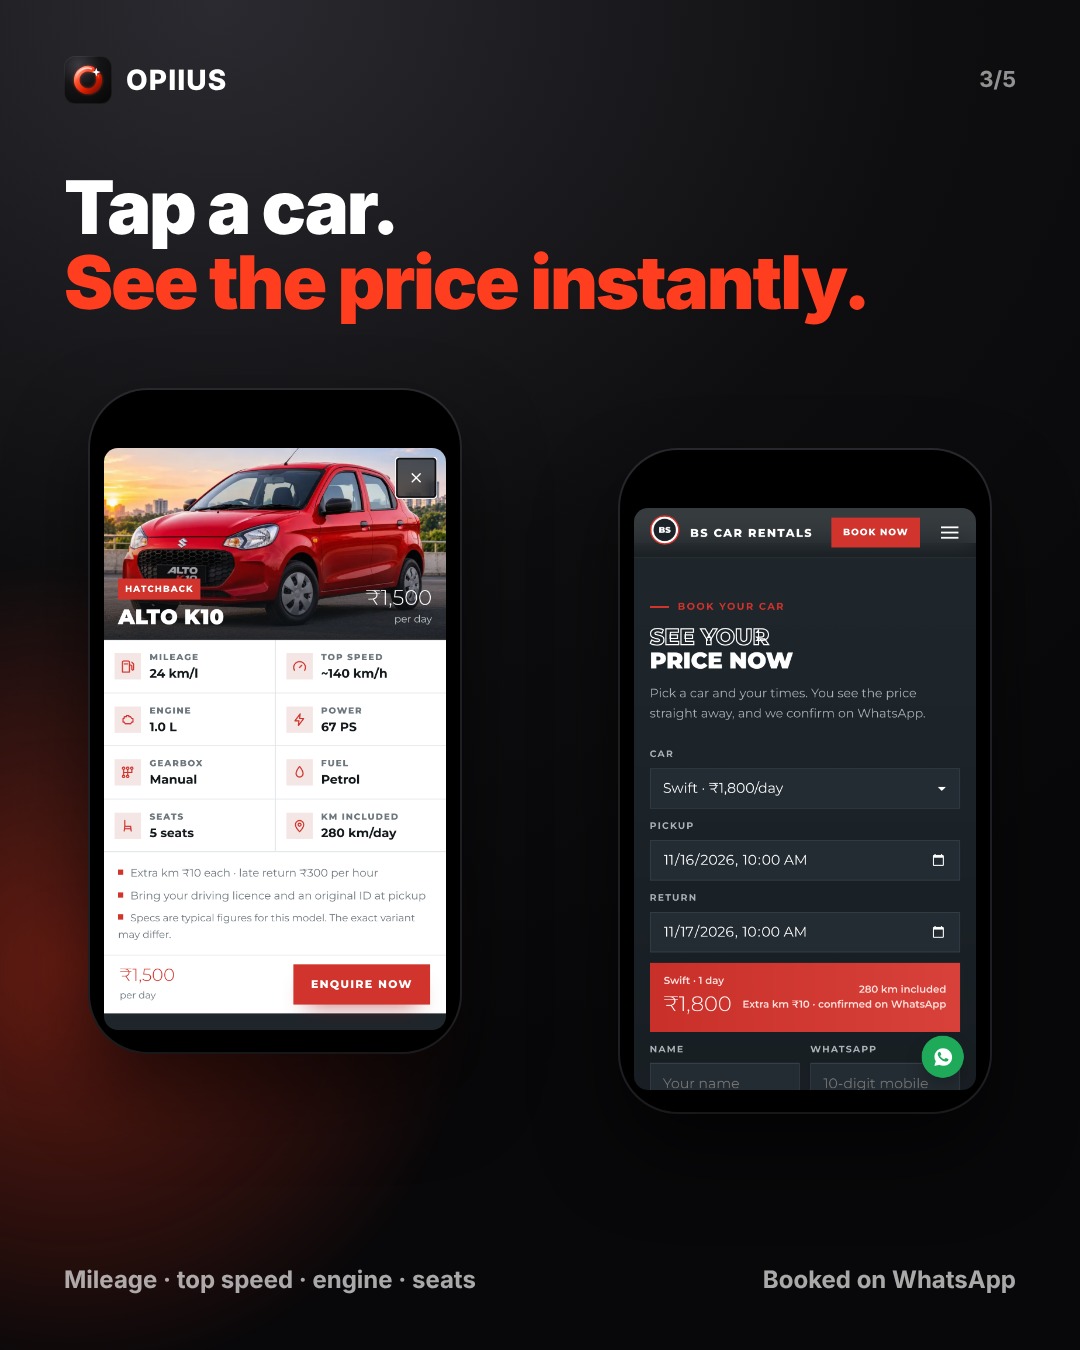 OPIIUS
3/5
Tap a car.
See the price instantly.
HATCHBACK
ALTO K10
₹1,500
per day
MILEAGE
24 km/l
TOP SPEED
~140 km/h
ENGINE
1.0 L
POWER
67 PS
GEARBOX
Manual
FUEL
Petrol
SEATS
5 seats
KM INCLUDED
280 km/day
Extra km ₹10 each · late return ₹300 per hour
Bring your driving licence and an original ID at pickup
Specs are typical figures for this model. The exact variant
may differ.
₹1,500
per day
ENQUIRE NOW
BS
BS CAR RENTALS
BOOK NOW
BOOK YOUR CAR
SEE YOUR
PRICE NOW
Pick a car and your times. You see the price
straight away, and we confirm on WhatsApp.
CAR
Swift · ₹1,800/day
PICKUP
11/16/2026, 10:00 AM
RETURN
11/17/2026, 10:00 AM
Swift · 1 day
₹1,800
280 km included
Extra km ₹10 · confirmed on WhatsApp
NAME
WHATSAPP
Your name
10-digit mobile
Mileage · top speed · engine · seats
Booked on WhatsApp